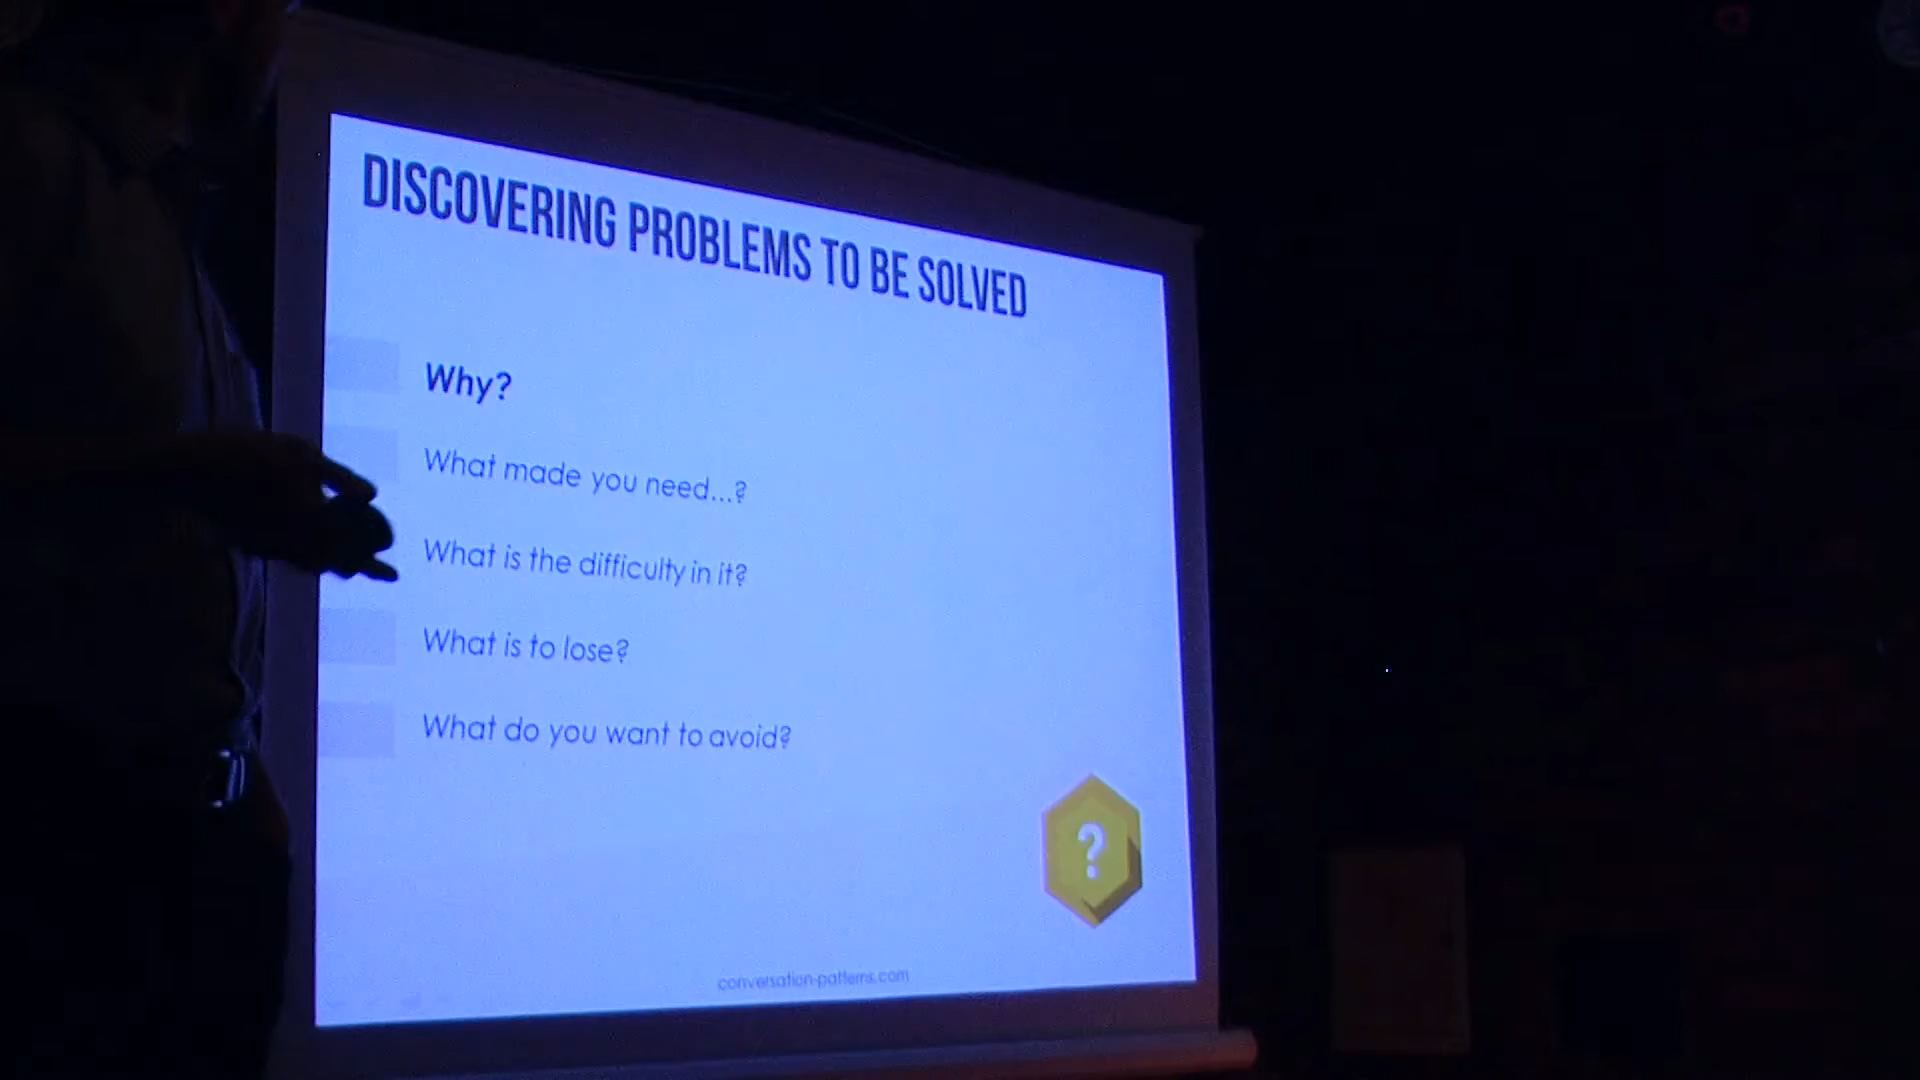 DISCOVERING PROBLEMS TO BE SOLVED
Why?
What made you need...?
What is the difficulty in it?
What is to lose?
What do you want to avoid?
?
conversation-patterns.com